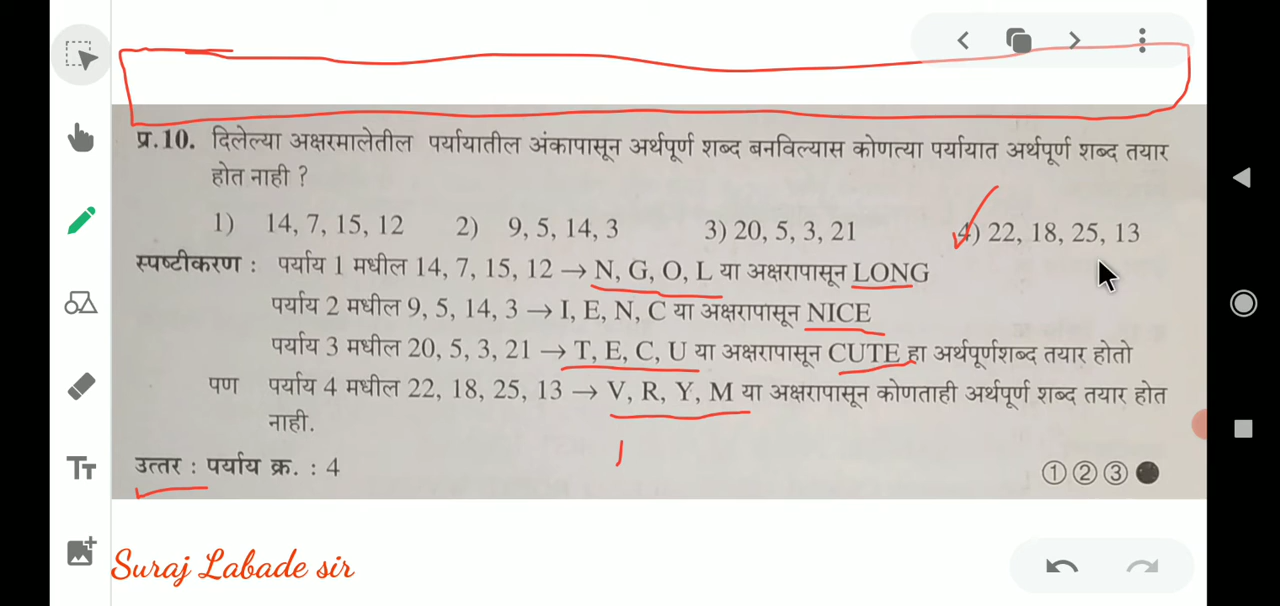 प्र.10. दिलेल्या अक्षरमालेतील पर्यायातील अंकापासून अर्थपूर्ण शब्द बनविल्यास कोणत्या पर्यायात अर्थपूर्ण शब्द तयार
होत नाही ?
1) 14, 7, 15, 12 2) 9, 5, 14, 3 3) 20, 5, 3, 21 4) 22, 18, 25, 13
स्पष्टीकरण : पर्याय 1 मधील 14, 7, 15, 12 → N, G, O, L या अक्षरापासून LONG
पर्याय 2 मधील 9, 5, 14, 3 → I, E, N, C या अक्षरापासून NICE
पर्याय 3 मधील 20, 5, 3, 21 → T, E, C, U या अक्षरापासून CUTE हा अर्थपूर्णशब्द तयार होतो
पण पर्याय 4 मधील 22, 18, 25, 13 → V, R, Y, M या अक्षरापासून कोणताही अर्थपूर्ण शब्द तयार होत
नाही.
उत्तर : पर्याय क्र. : 4 ① ② ③
TT
Suraj Labade sir